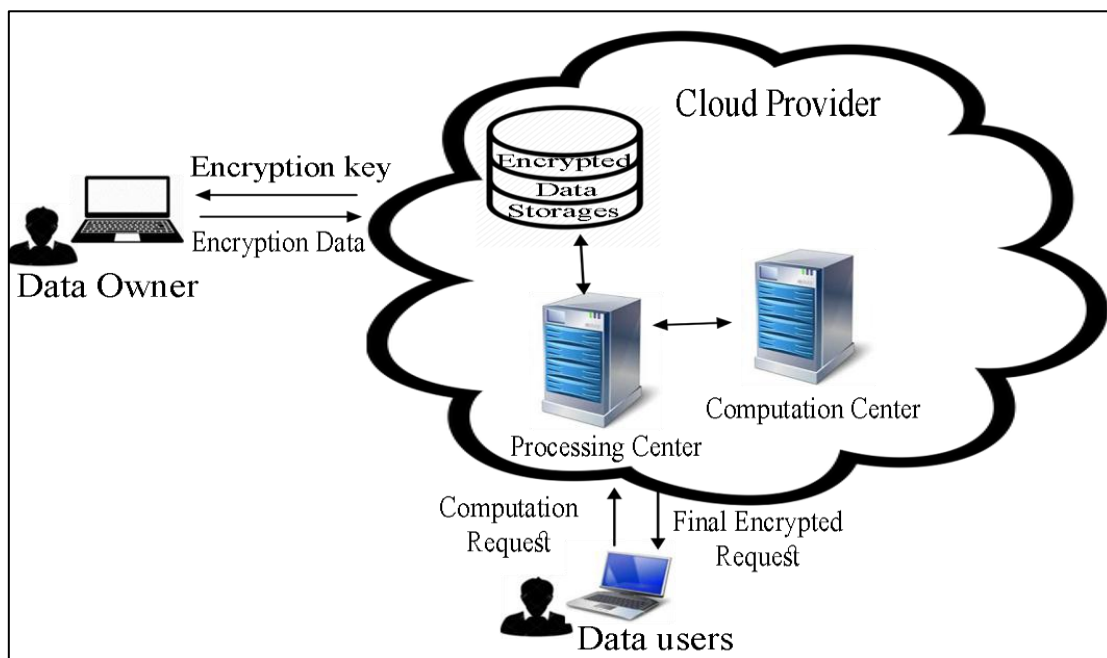 Cloud Provider
Encrypted
Data
Storages
Encryption key
Encryption Data
Data Owner
Computation Center
Processing Center
Computation
Request
Final Encrypted
Request
Data users